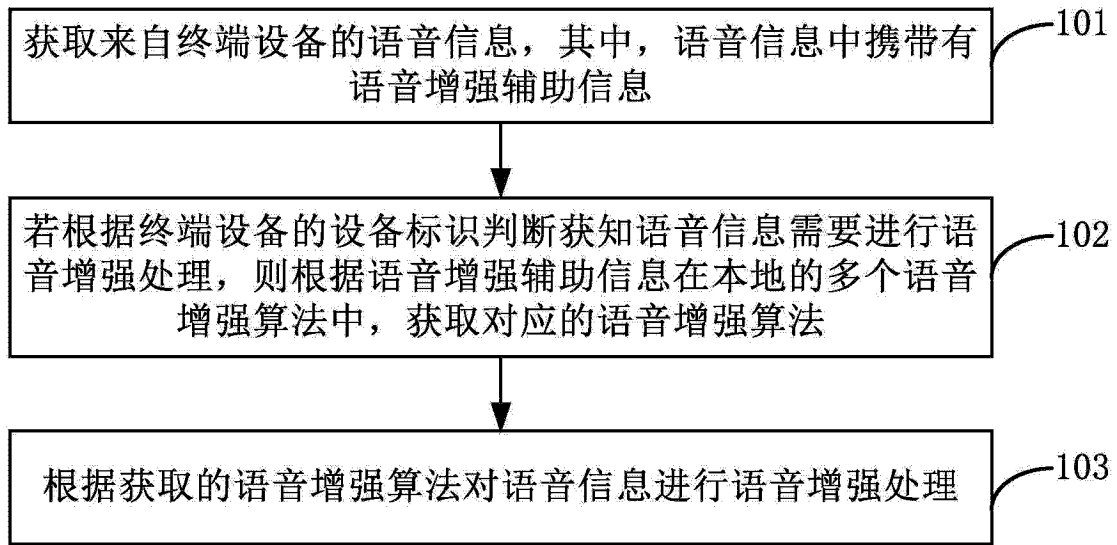 获取来自终端设备的语音信息，其中，语音信息中携带有
语音增强辅助信息
101
若根据终端设备的设备标识判断获知语音信息需要进行语
音增强处理，则根据语音增强辅助信息在本地的多个语音
增强算法中，获取对应的语音增强算法
102
根据获取的语音增强算法对语音信息进行语音增强处理
103